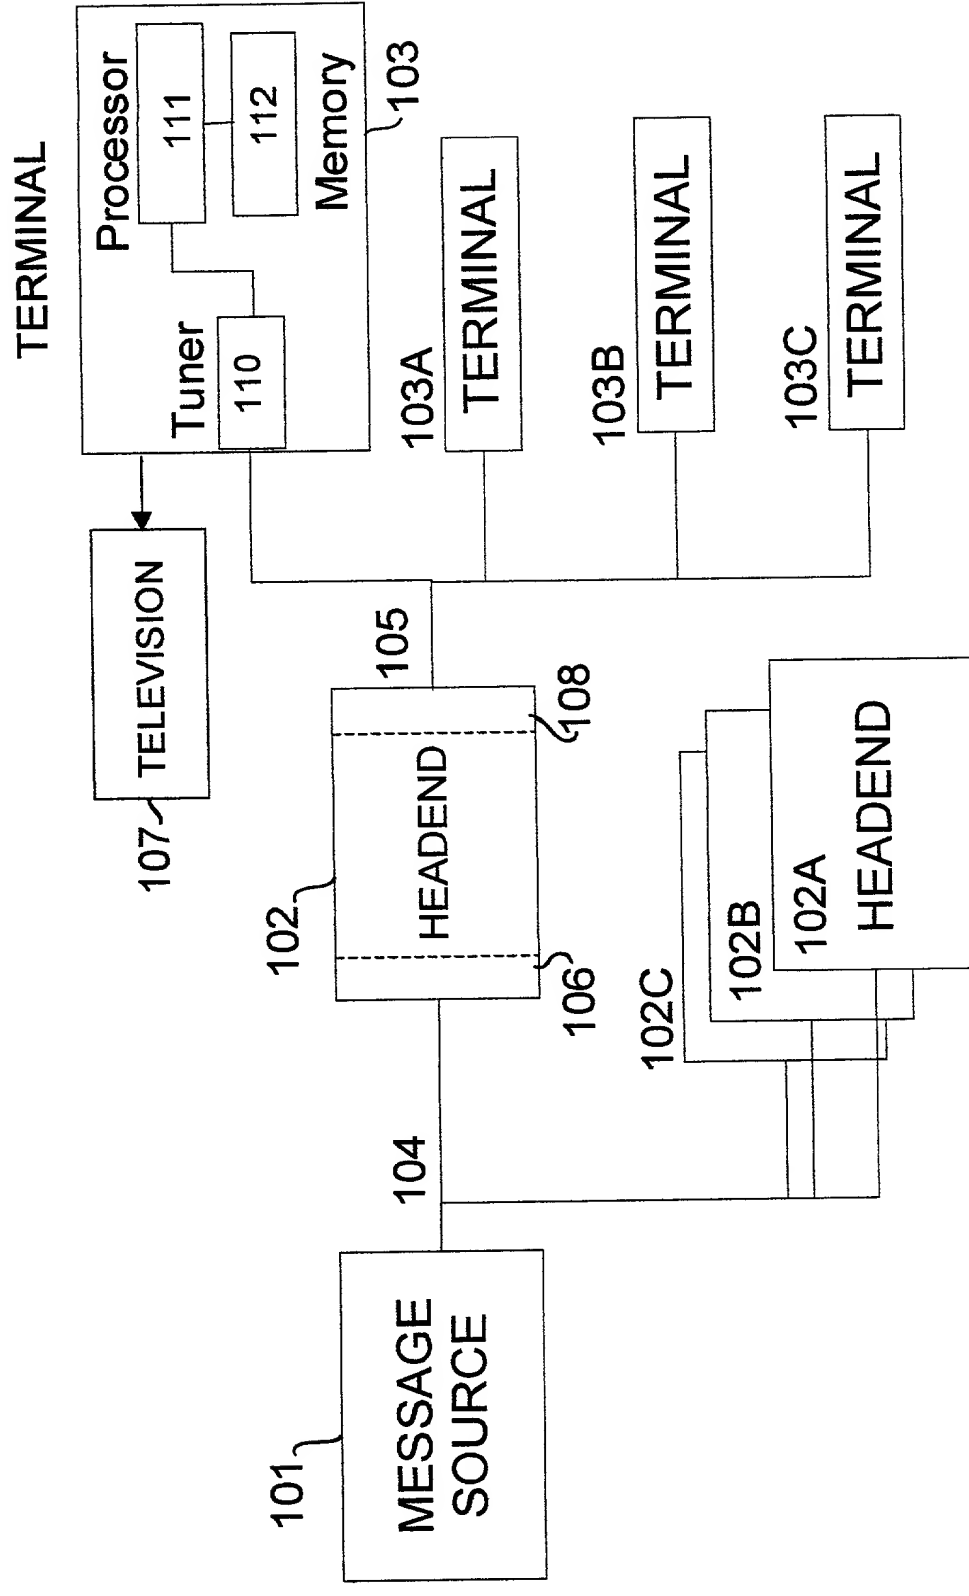 TERMINAL
Processor
111
112
Memory
Tuner
110
103
TELEVISION
107
103A
TERMINAL
103B
TERMINAL
103C
TERMINAL
105
102
HEADEND
108
106
104
101
MESSAGE
SOURCE
102C
102B
102A
HEADEND